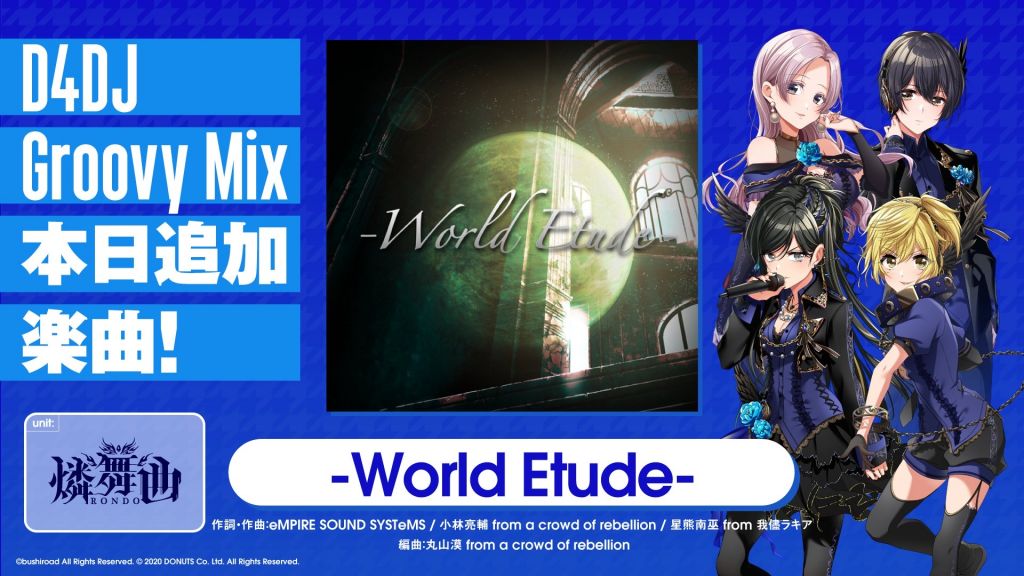 D4DJ
Groovy Mix
本日追加
楽曲!
-World Etude-
unit:
燐舞曲
RONDO
-World Etude-
作詞・作曲:eMPIRE SOUND SYSTeMS / 小林亮輔 from a crowd of rebellion / 星熊南巫 from 我儘ラキア
編曲:丸山漠 from a crowd of rebellion
©bushiroad All Rights Reserved. © 2020 DONUTS Co. Ltd. All Rights Reserved.